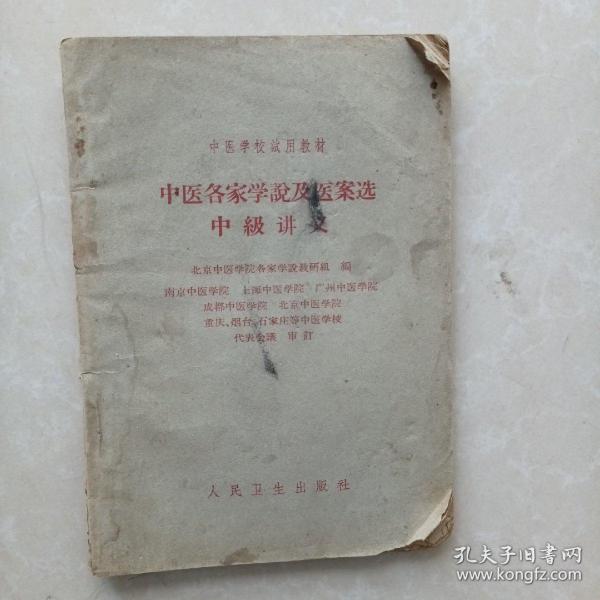 中医学校试用教材
中医各家学說及医案选
中級讲义
北京中医学院各家学說教研組 編
南京中医学院 上海中医学院 广州中医学院
成都中医学院 北京中医学院
重庆、烟台、石家庄等中医学校
代表会議 审訂
人民卫生出版社
孔夫子旧书网
www.kongfz.com